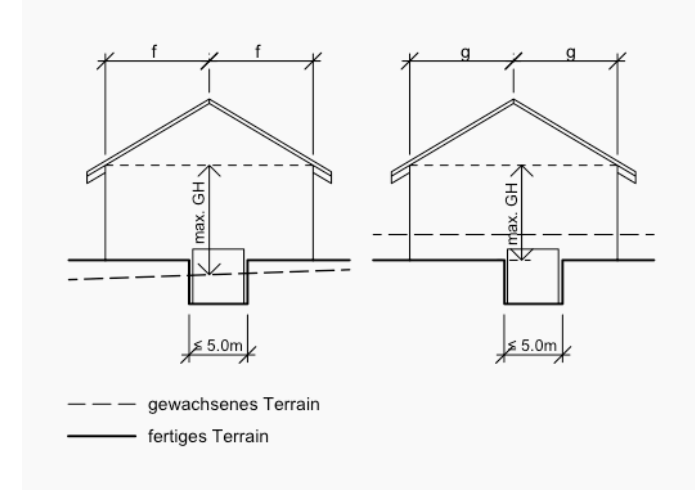 f f g g
max. GH max. GH
≤ 5.0m ≤ 5.0m
gewachsenes Terrain
fertiges Terrain